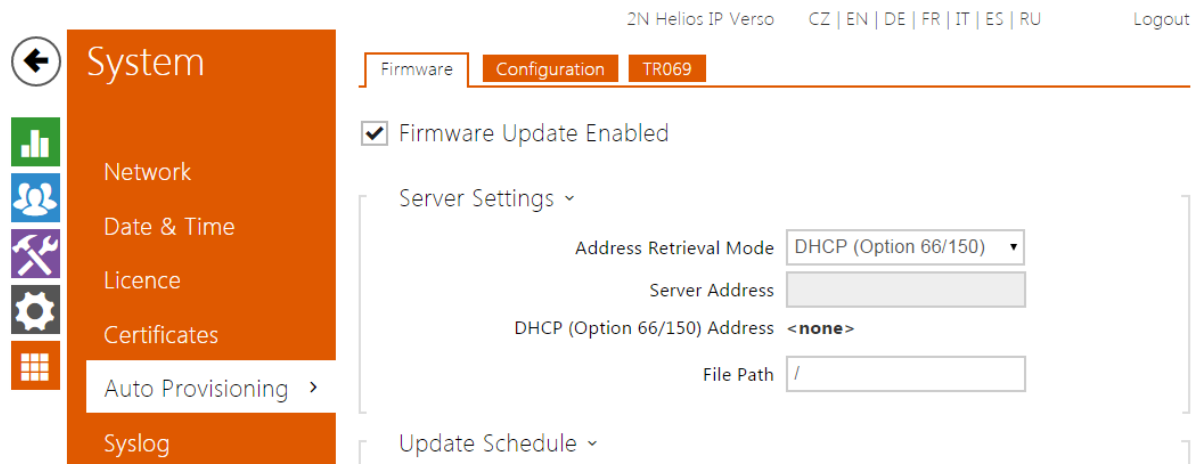 2N Helios IP Verso CZ | EN | DE | FR | IT | ES | RU Logout
System
Network
Date & Time
Licence
Certificates
Auto Provisioning >
Syslog
Firmware Configuration TR069
Firmware Update Enabled
Server Settings
Address Retrieval Mode DHCP (Option 66/150)
Server Address
DHCP (Option 66/150) Address <none>
File Path /
Update Schedule